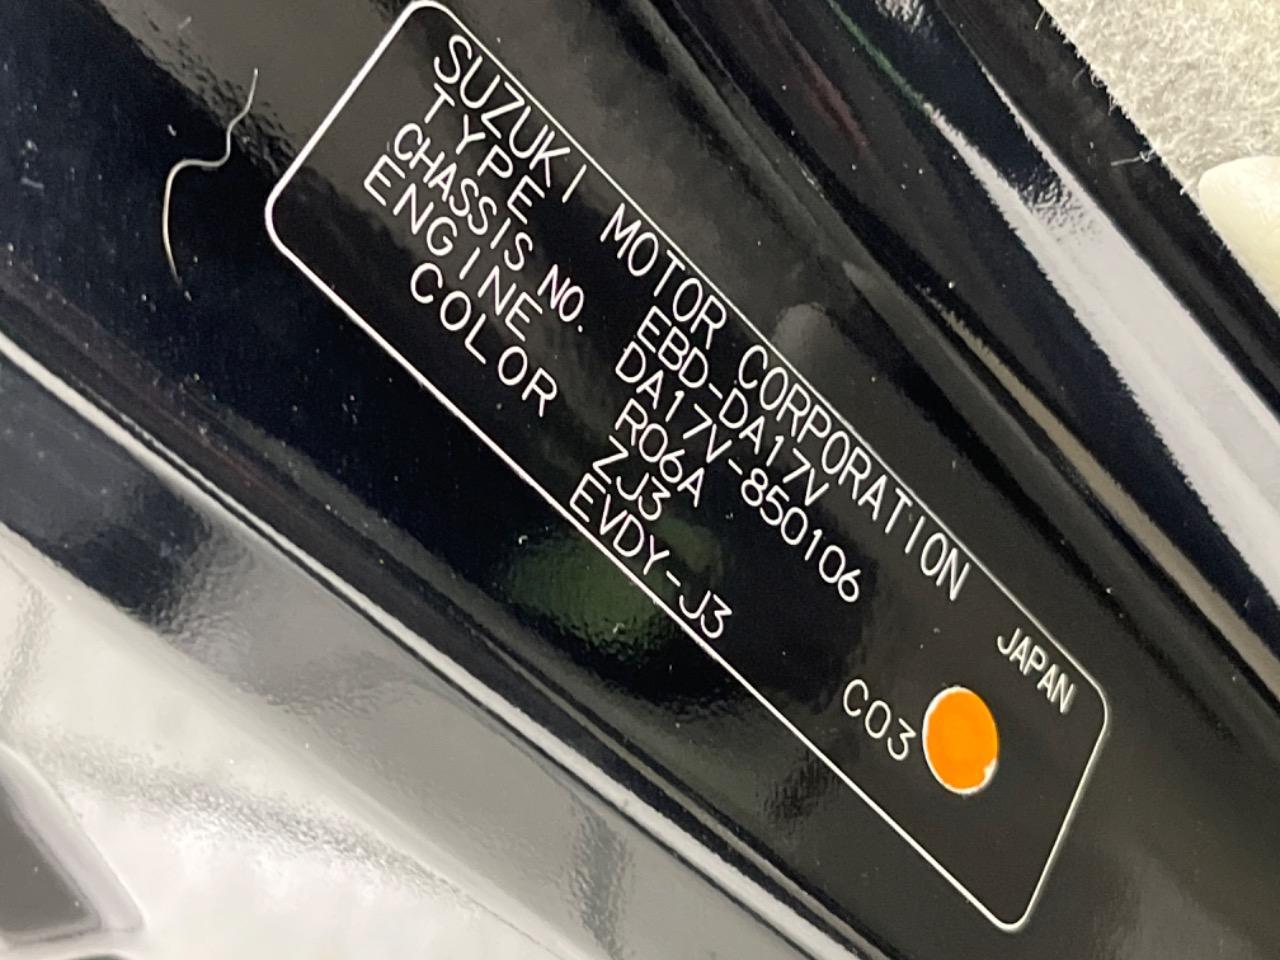 SUZUKI MOTOR CORPORATION JAPAN
TYPE EBD-DA17V
CHASSIS NO. DA17V-850106
ENGINE R06A
COLOR ZJ3
EVDY-J3 C03